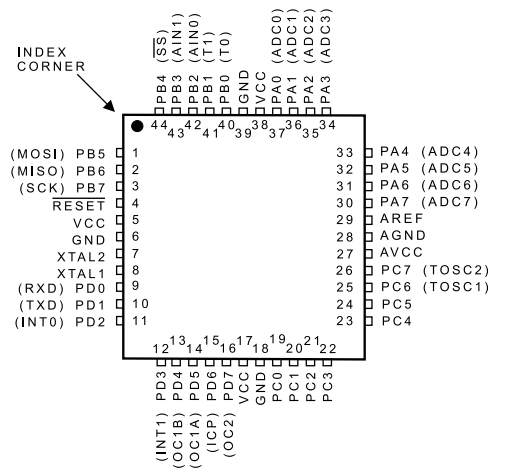 INDEX
CORNER
PB4 (SS)
PB3 (AIN1)
PB2 (AIN0)
PB1 (T1)
PB0 (T0)
GND
VCC
PA0 (ADC0)
PA1 (ADC1)
PA2 (ADC2)
PA3 (ADC3)
44 43 42 41 40 39 38 37 36 35 34
(MOSI) PB5 1
(MISO) PB6 2
(SCK) PB7 3
RESET 4
VCC 5
GND 6
XTAL2 7
XTAL1 8
(RXD) PD0 9
(TXD) PD1 10
(INT0) PD2 11
33 PA4 (ADC4)
32 PA5 (ADC5)
31 PA6 (ADC6)
30 PA7 (ADC7)
29 AREF
28 AGND
27 AVCC
26 PC7 (TOSC2)
25 PC6 (TOSC1)
24 PC5
23 PC4
12 13 14 15 16 17 18 19 20 21 22
(INT1) PD3
(OC1B) PD4
(OC1A) PD5
(ICP) PD6
(OC2) PD7
VCC
GND
PC0
PC1
PC2
PC3